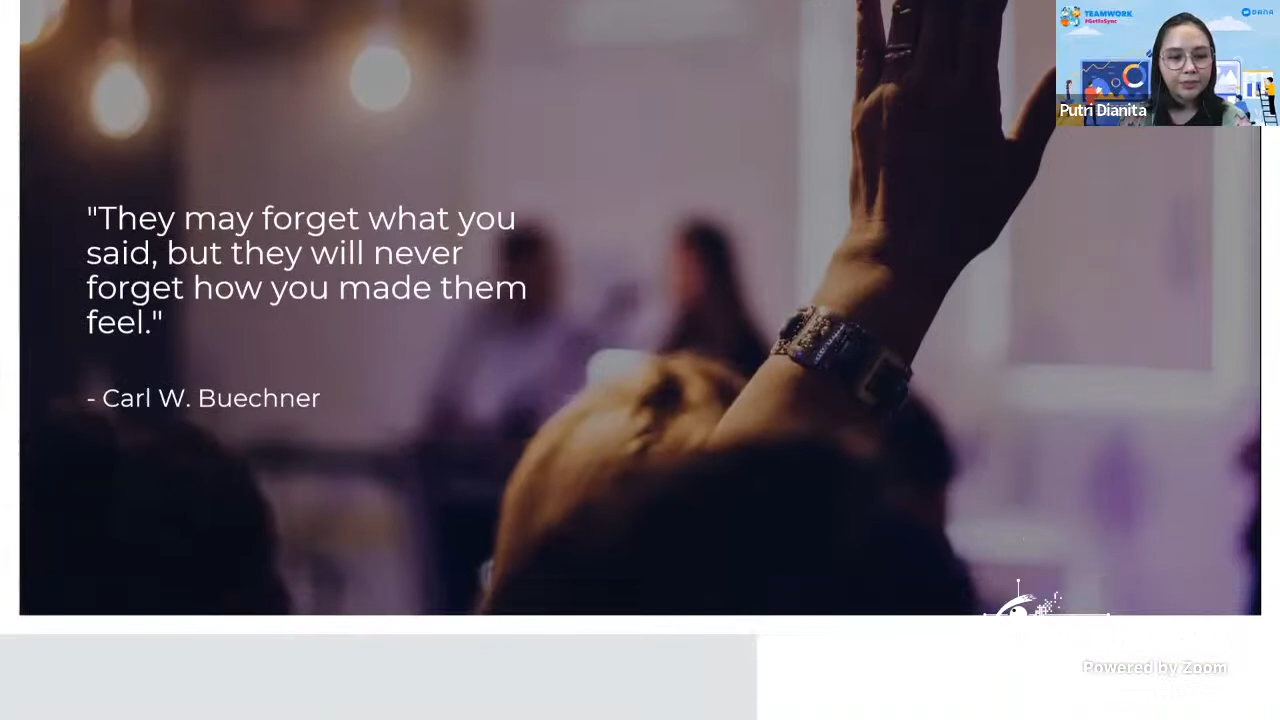 "They may forget what you
said, but they will never
forget how you made them
feel."
- Carl W. Buechner
TEAMWORK
#GetInSync
DANA
Putri Dianita
Powered by Zoom